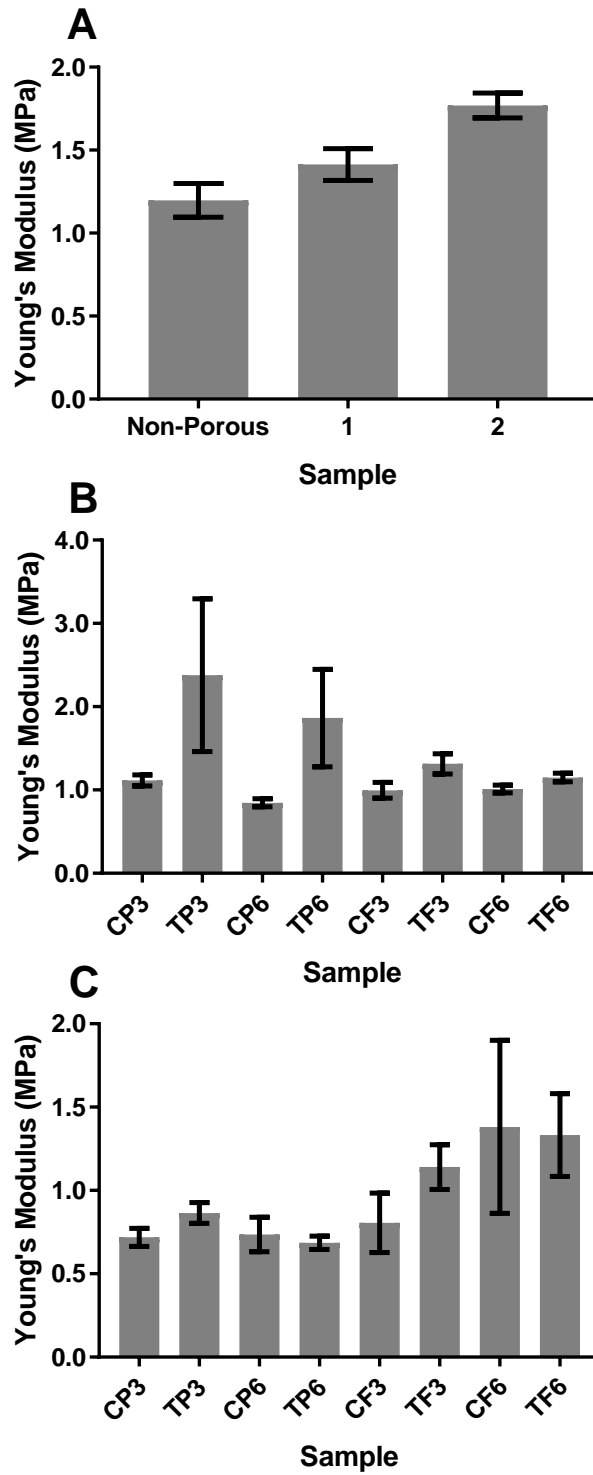 A
Young's Modulus (MPa)
2.0
1.5
1.0
0.5
0.0
Non-Porous 1 2
Sample
B
Young's Modulus (MPa)
4.0
3.0
2.0
1.0
0.0
CP3 TP3 CP6 TP6 CF3 TF3 CF6 TF6
Sample
C
Young's Modulus (MPa)
2.0
1.5
1.0
0.5
0.0
CP3 TP3 CP6 TP6 CF3 TF3 CF6 TF6
Sample